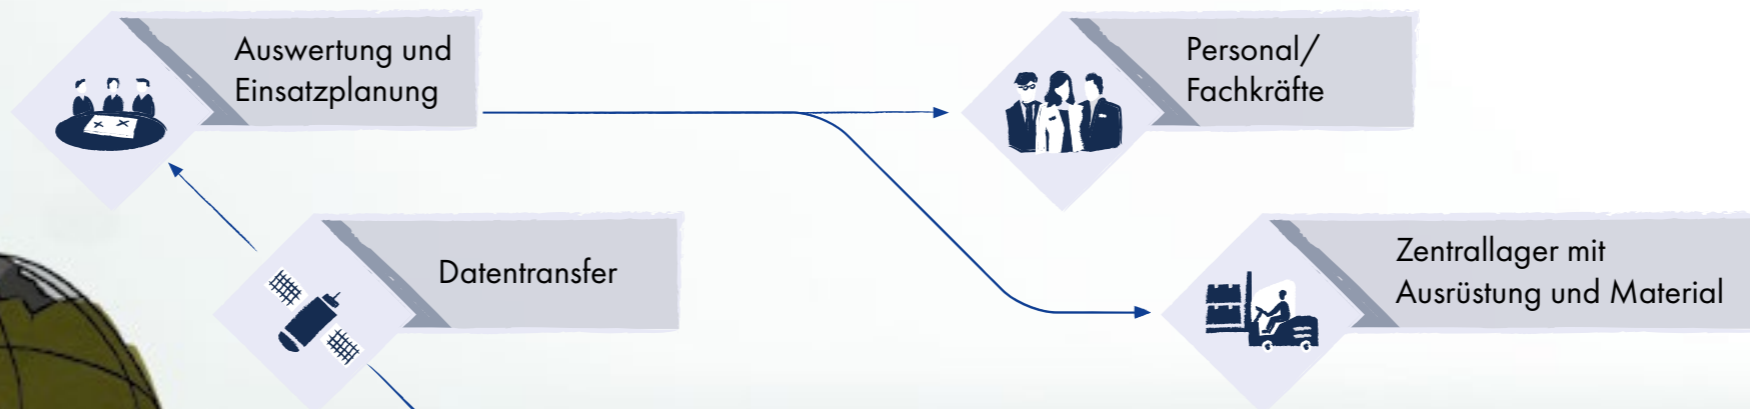 Auswertung und
Einsatzplanung
Personal/
Fachkräfte
Datentransfer
Zentrallager mit
Ausrüstung und Material